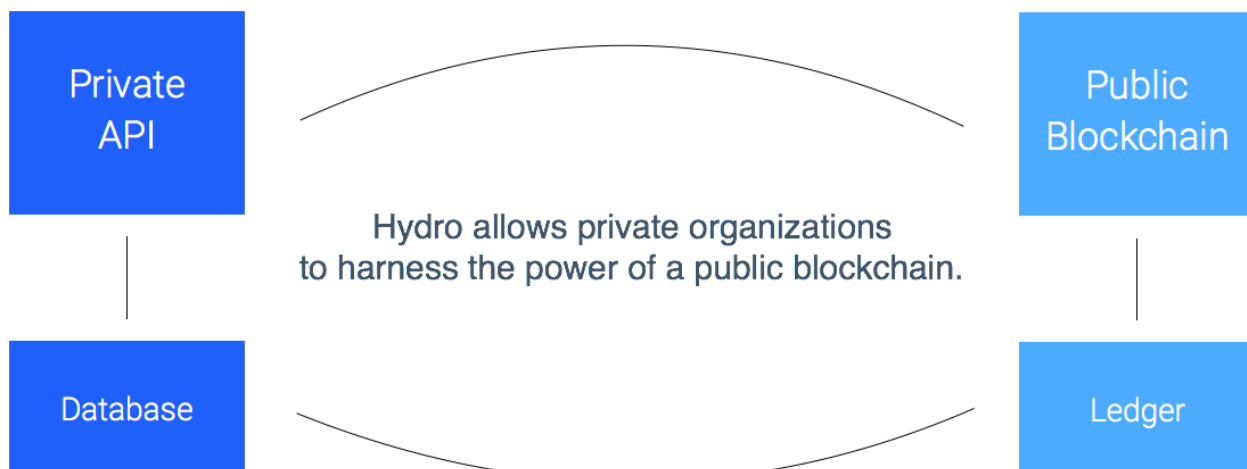 Private
API
Public
Blockchain
Hydro allows private organizations
to harness the power of a public blockchain.
Database
Ledger